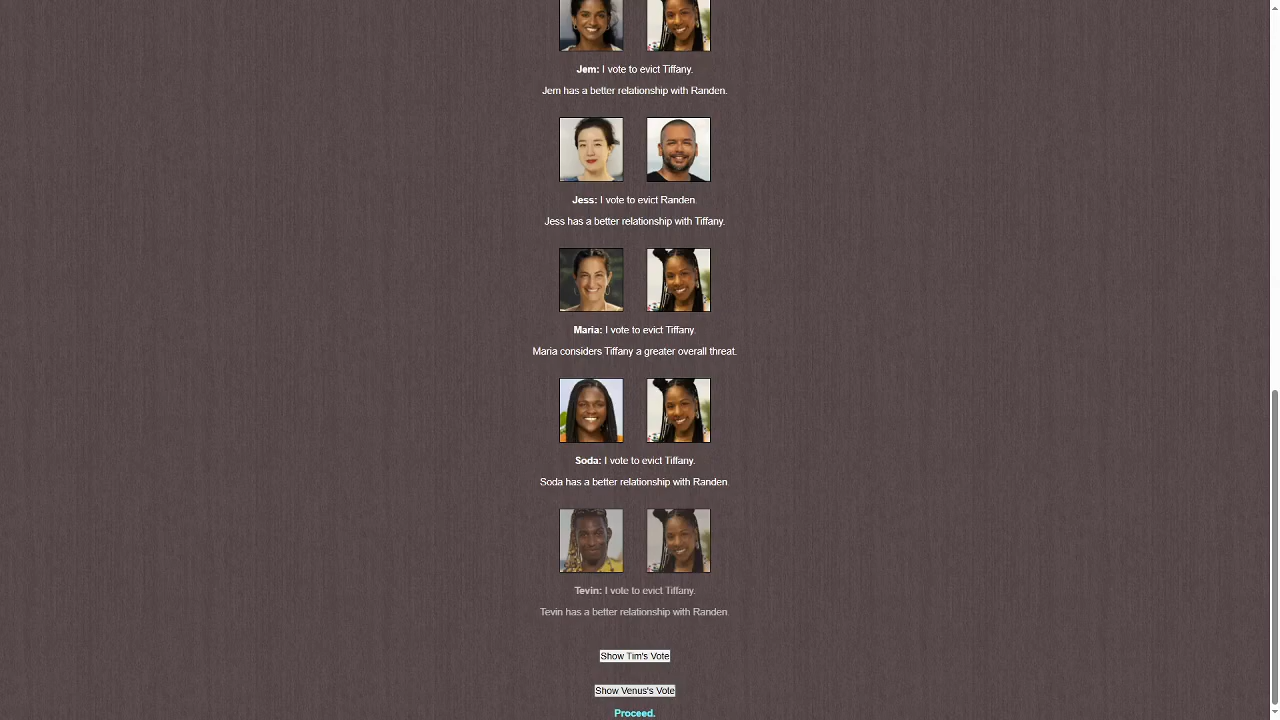 Jem: I vote to evict Tiffany.
Jem has a better relationship with Randen.
Jess: I vote to evict Randen.
Jess has a better relationship with Tiffany.
Maria: I vote to evict Tiffany.
Maria considers Tiffany a greater overall threat.
Soda: I vote to evict Tiffany.
Soda has a better relationship with Randen.
Tevin: I vote to evict Tiffany.
Tevin has a better relationship with Randen.
Show Tim's Vote
Show Venus's Vote
Proceed.